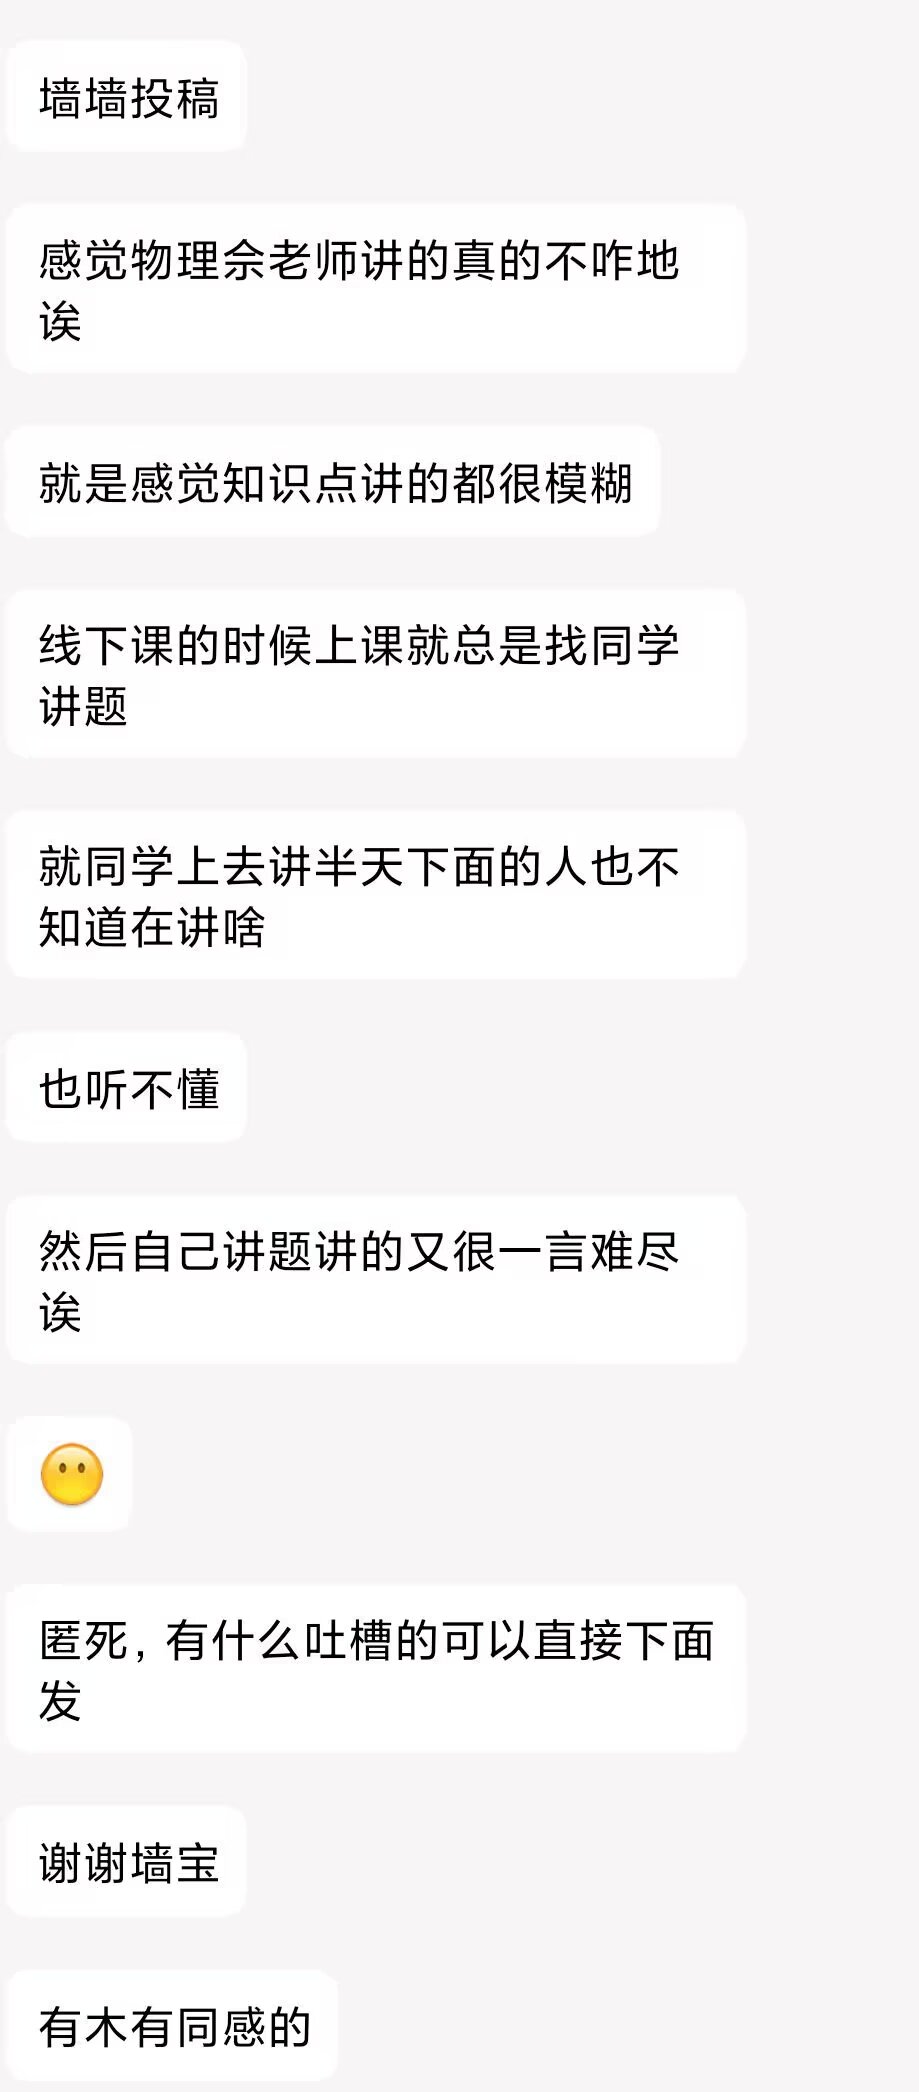 墙墙投稿
感觉物理佘老师讲的真的不咋地
诶
就是感觉知识点讲的都很模糊
线下课的时候上课就总是找同学
讲题
就同学上去讲半天下面的人也不
知道在讲啥
也听不懂
然后自己讲题讲的又很一言难尽
诶
😶
匿死，有什么吐槽的可以直接下面
发
谢谢墙宝
有木有同感的